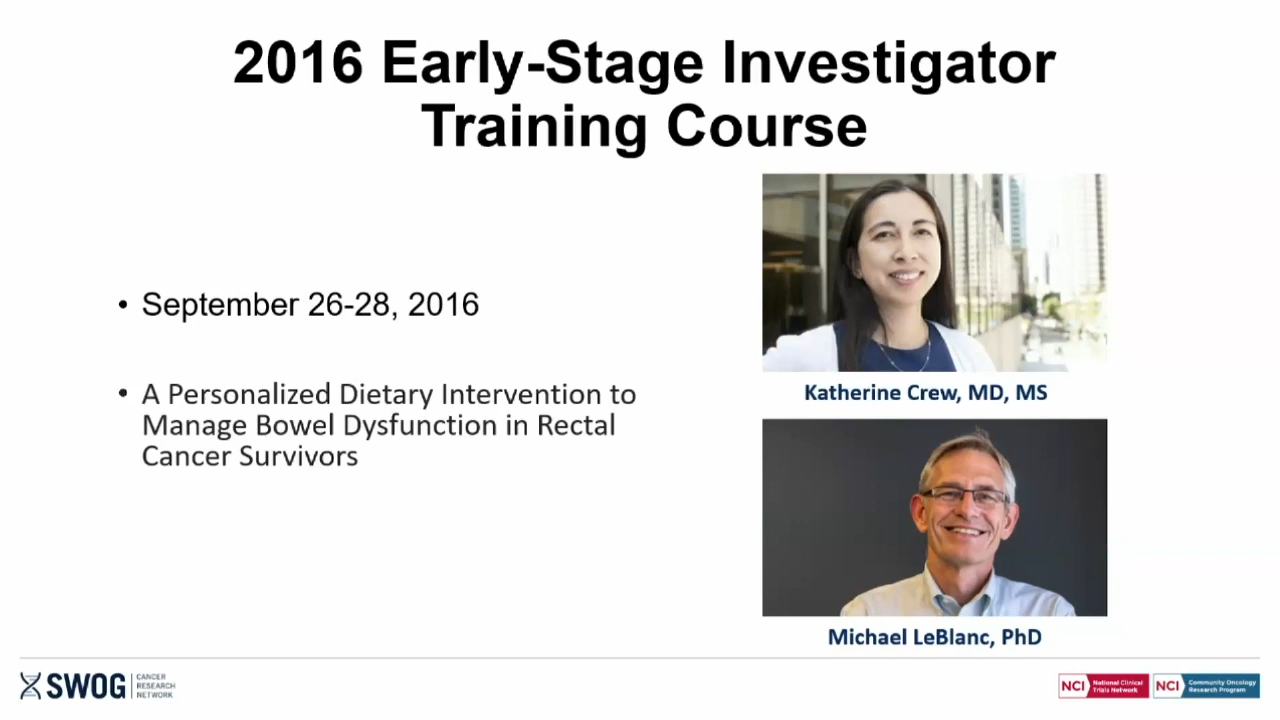 2016 Early-Stage Investigator
Training Course
• September 26-28, 2016
• A Personalized Dietary Intervention to
Manage Bowel Dysfunction in Rectal
Cancer Survivors
Katherine Crew, MD, MS
Michael LeBlanc, PhD
SWOG
CANCER
RESEARCH
NETWORK
NCI
National Clinical
Trials Network
NCI
Community Oncology
Research Program